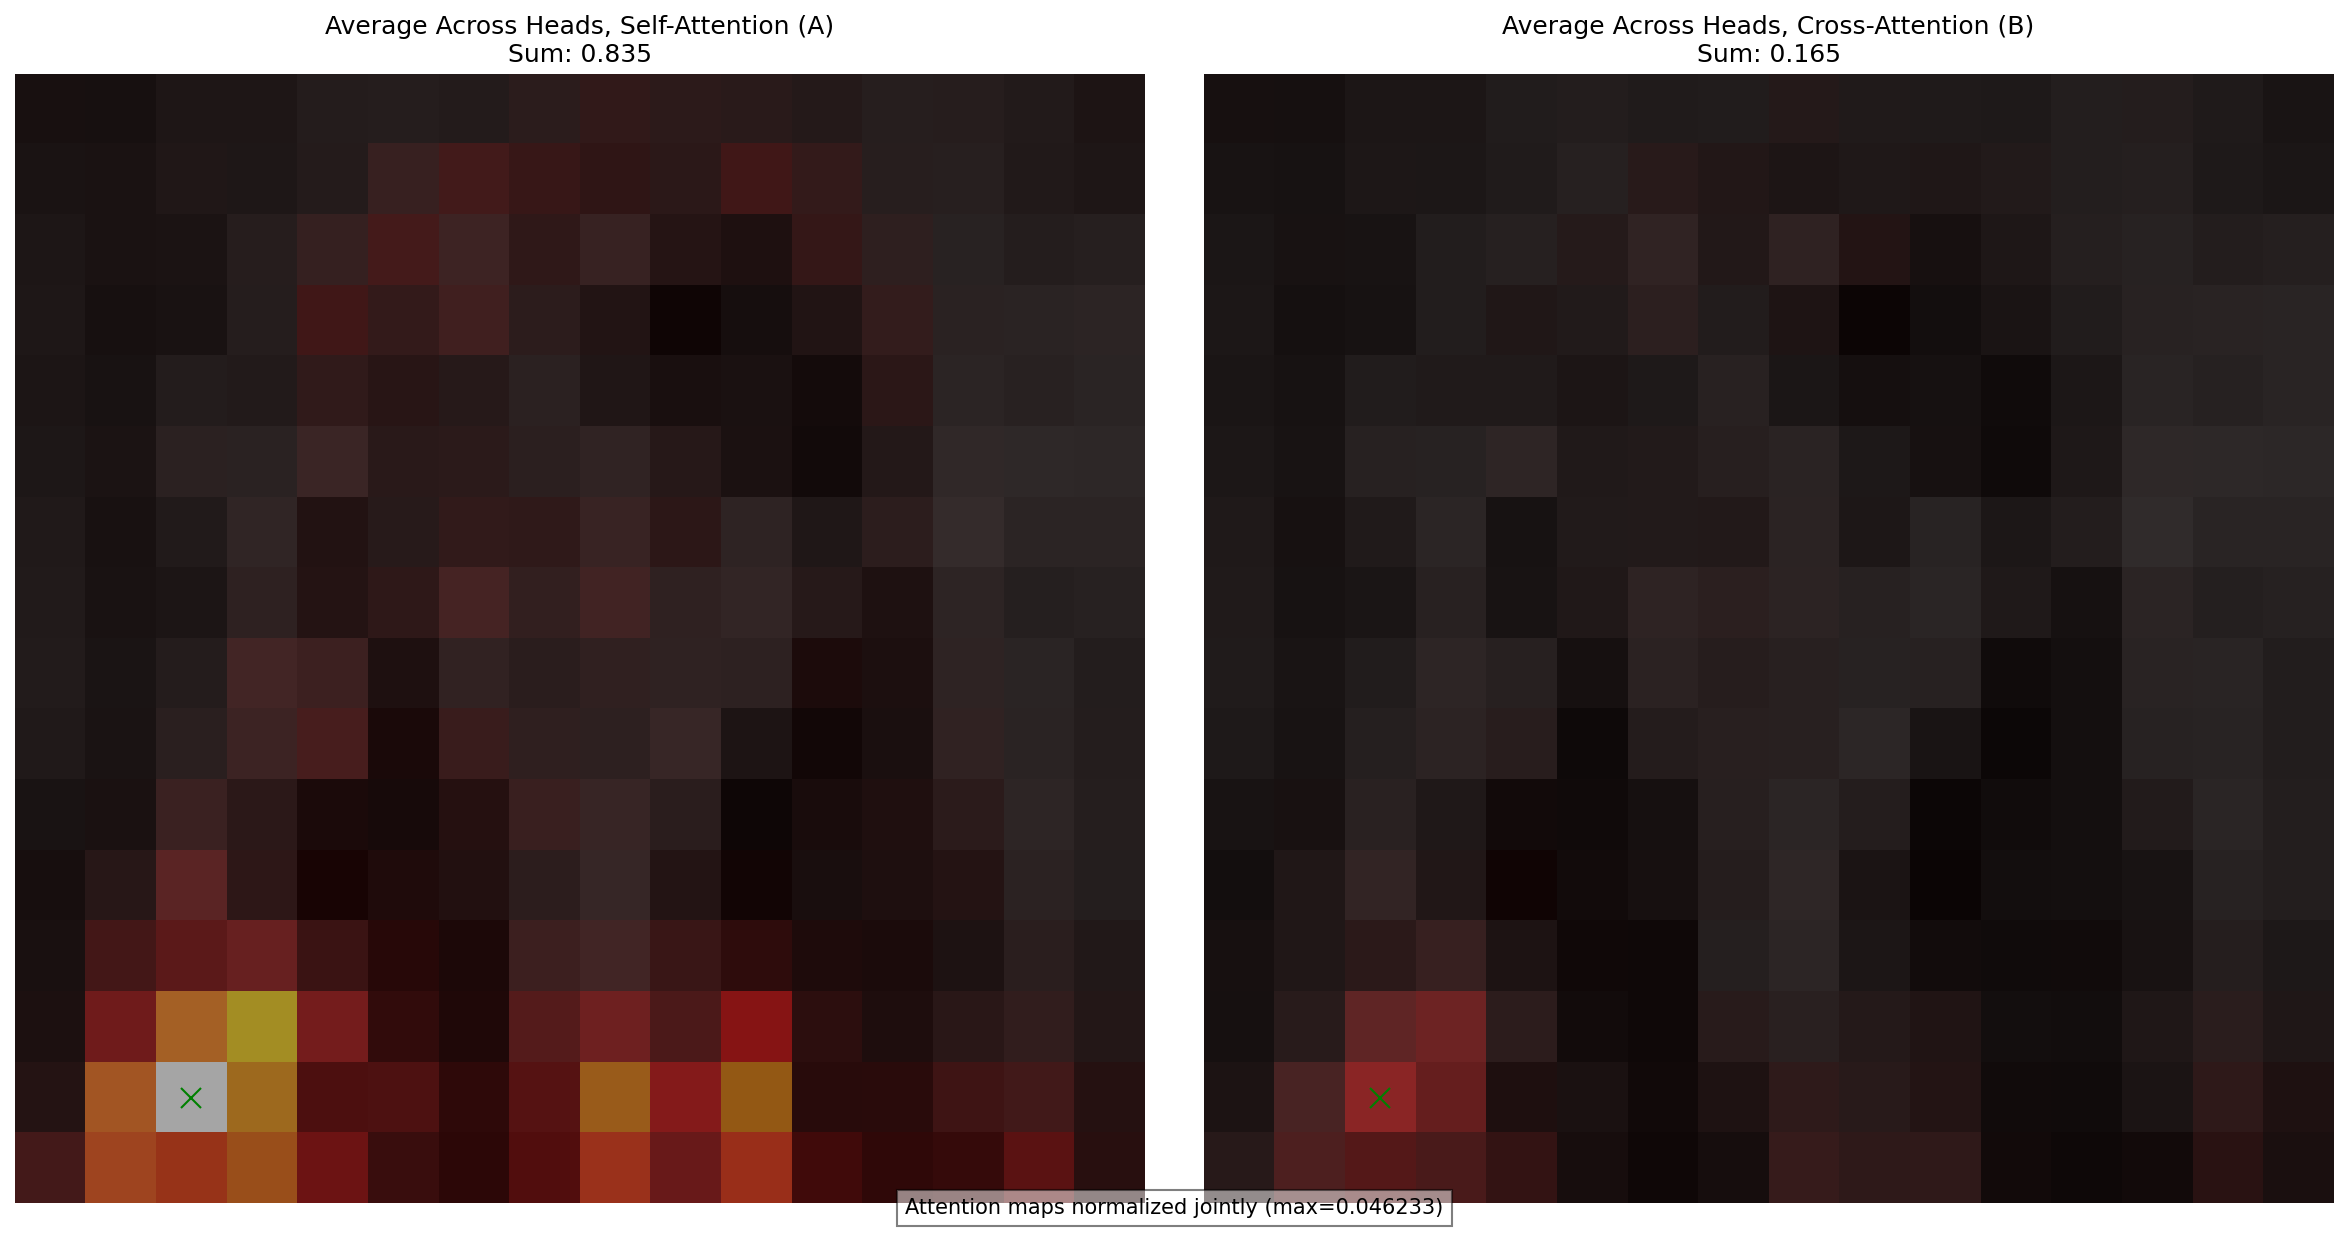 Average Across Heads, Self-Attention (A)
Sum: 0.835
Average Across Heads, Cross-Attention (B)
Sum: 0.165
Attention maps normalized jointly (max=0.046233)